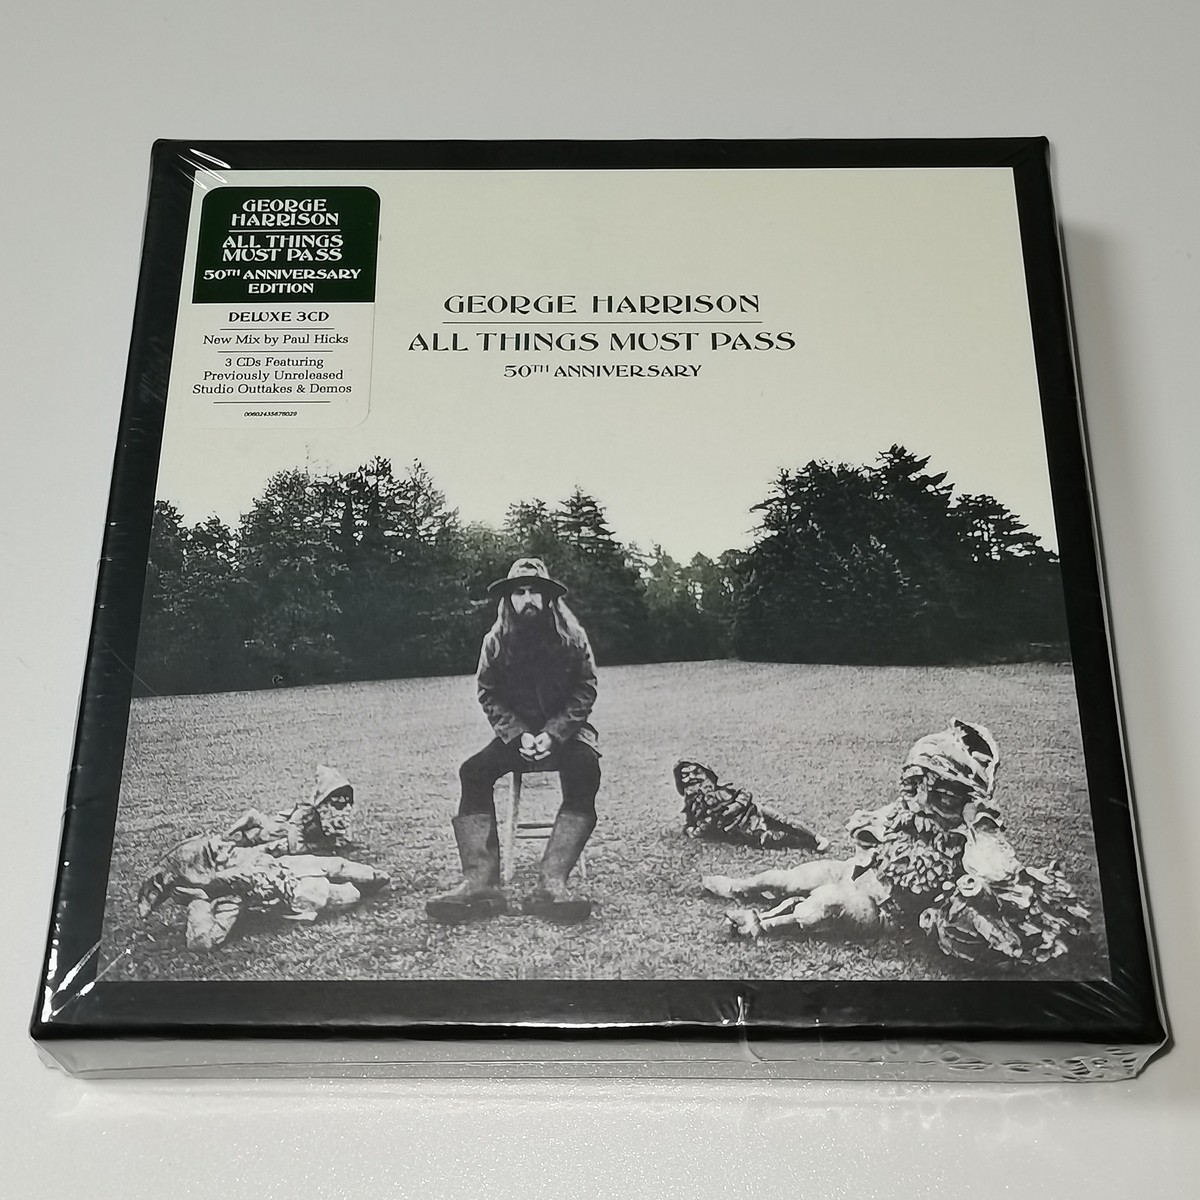 GEORGE
HARRISON
ALL THINGS
MUST PASS
50TH ANNIVERSARY
EDITION
DELUXE 3CD
New Mix by Paul Hicks
3 CDs Featuring
Previously Unreleased
Studio Outtakes & Demos
00602435678029
GEORGE HARRISON
ALL THINGS MUST PASS
50TH ANNIVERSARY